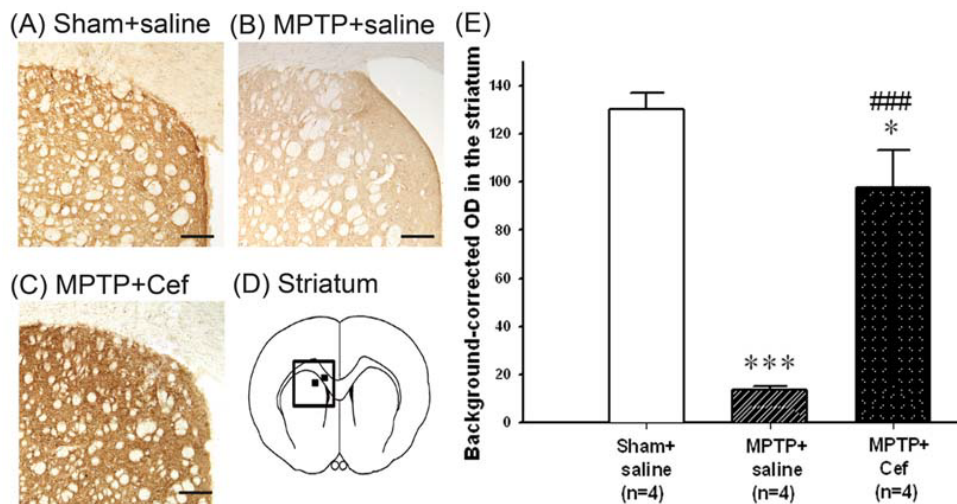 (A) Sham+saline
(B) MPTP+saline
(C) MPTP+Cef
(D) Striatum
(E)
Background-corrected OD in the striatum
140
120
100
80
60
40
20
0
***
###
*
Sham+
saline
(n=4)
MPTP+
saline
(n=4)
MPTP+
Cef
(n=4)